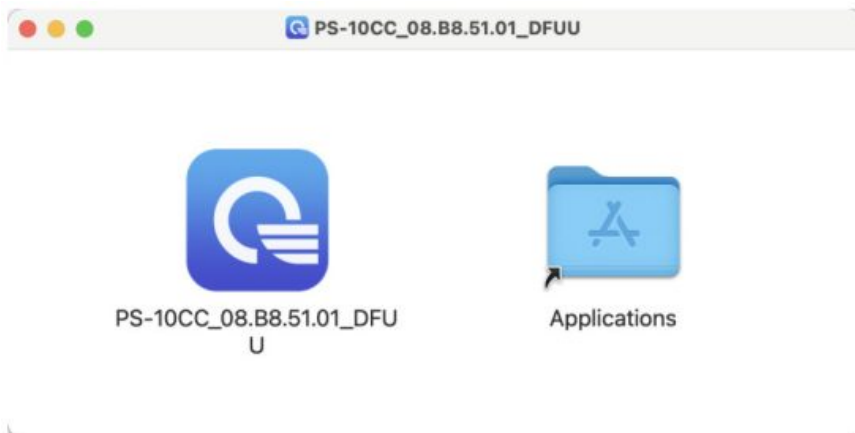 PS-10CC_08.B8.51.01_DFUU
PS-10CC_08.B8.51.01_DFU
U
Applications